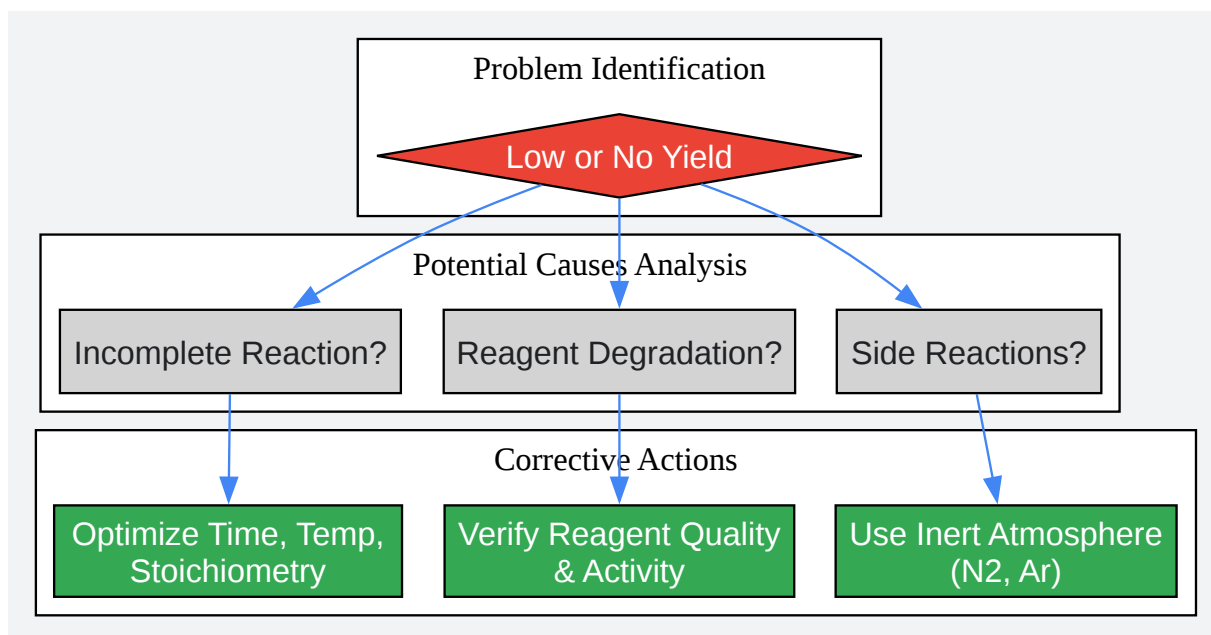 Problem Identification
Low or No Yield
Potential Causes Analysis
Incomplete Reaction?
Reagent Degradation?
Side Reactions?
Corrective Actions
Optimize Time, Temp,
Stoichiometry
Verify Reagent Quality
& Activity
Use Inert Atmosphere
(N2, Ar)